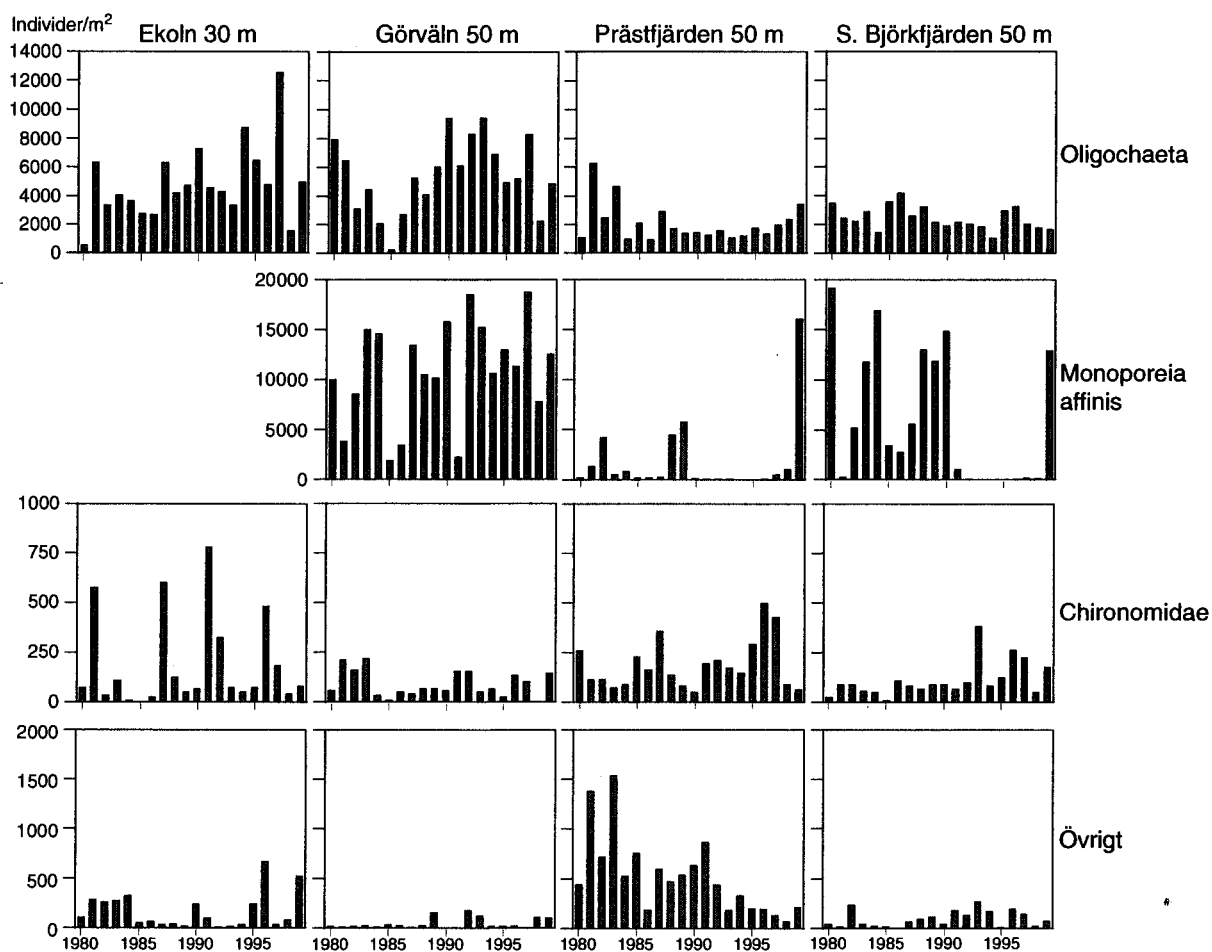 Individer/m²
Ekoln 30 m Görväln 50 m Prästfjärden 50 m S. Björkfjärden 50 m
14000
12000
10000
8000
6000
4000
2000
0
Oligochaeta
20000
15000
10000
5000
0
Monoporeia
affinis
1000
750
500
250
0
Chironomidae
2000
1500
1000
500
0
Övrigt
1980 1985 1990 1995 1980 1985 1990 1995 1980 1985 1990 1995 1980 1985 1990 1995